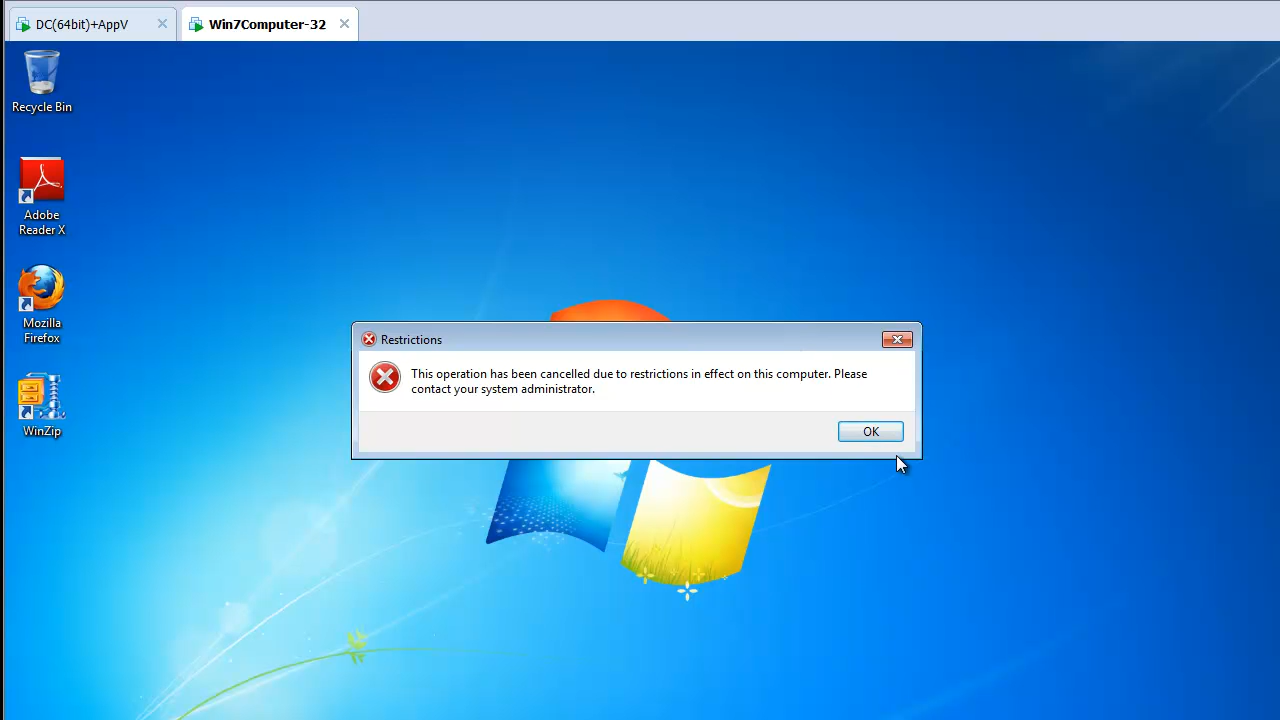 DC(64bit)+AppV
Win7Computer-32
Recycle Bin
Adobe
Reader X
Mozilla
Firefox
WinZip
Restrictions
This operation has been cancelled due to restrictions in effect on this computer. Please
contact your system administrator.
OK